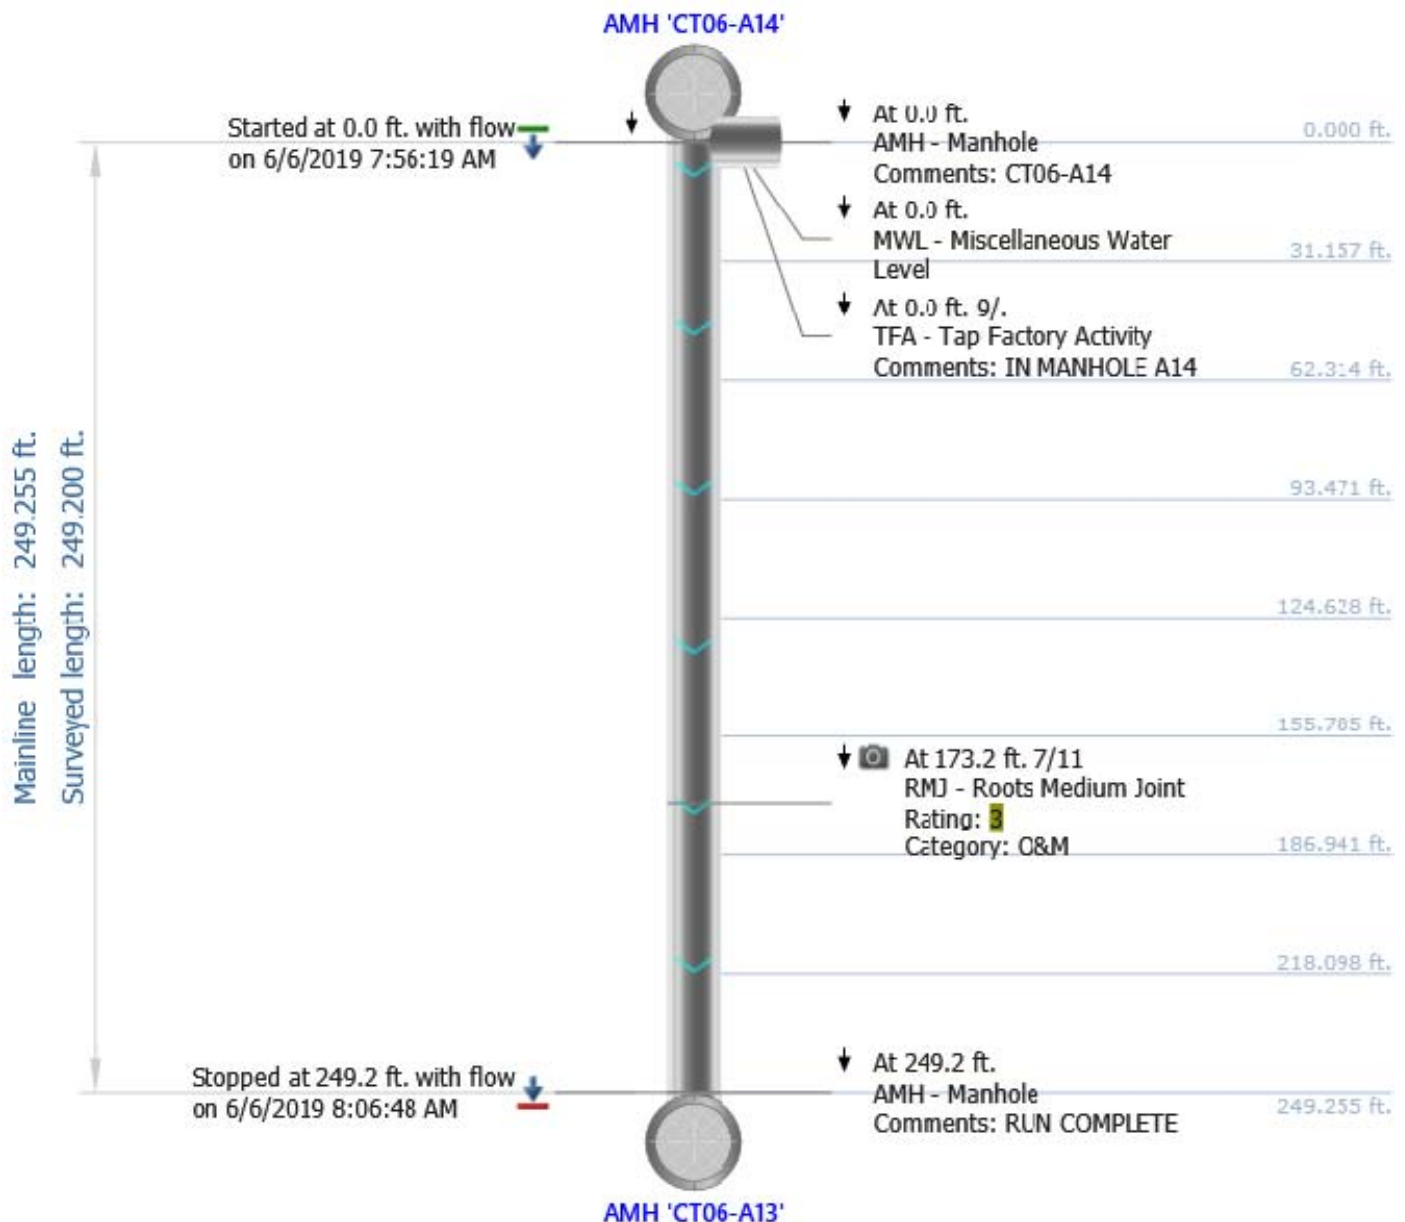 AMH 'CT06-A14'
Started at 0.0 ft. with flow
on 6/6/2019 7:56:19 AM
At 0.0 ft.
AMH - Manhole
Comments: CT06-A14
0.000 ft.
At 0.0 ft.
MWL - Miscellaneous Water
Level
31.157 ft.
At 0.0 ft. 9/.
TFA - Tap Factory Activity
Comments: IN MANHOLE A14
62.314 ft.
Mainline length: 249.255 ft.
Surveyed length: 249.200 ft.
93.471 ft.
124.628 ft.
155.785 ft.
At 173.2 ft. 7/11
RMJ - Roots Medium Joint
Rating: 3
Category: O&M
186.941 ft.
218.098 ft.
Stopped at 249.2 ft. with flow
on 6/6/2019 8:06:48 AM
At 249.2 ft.
AMH - Manhole
Comments: RUN COMPLETE
249.255 ft.
AMH 'CT06-A13'